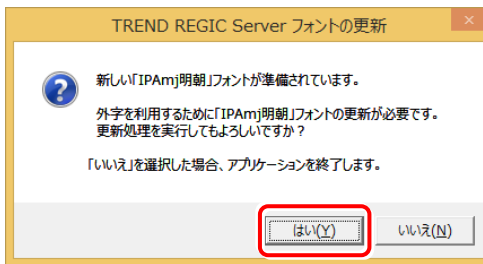 TREND REGIC Server フォントの更新
新しい「IPAmj明朝」フォントが準備されています。
外字を利用するために「IPAmj明朝」フォントの更新が必要です。
更新処理を実行してもよろしいですか？
「いいえ」を選択した場合、アプリケーションを終了します。
はい(Y) いいえ(N)